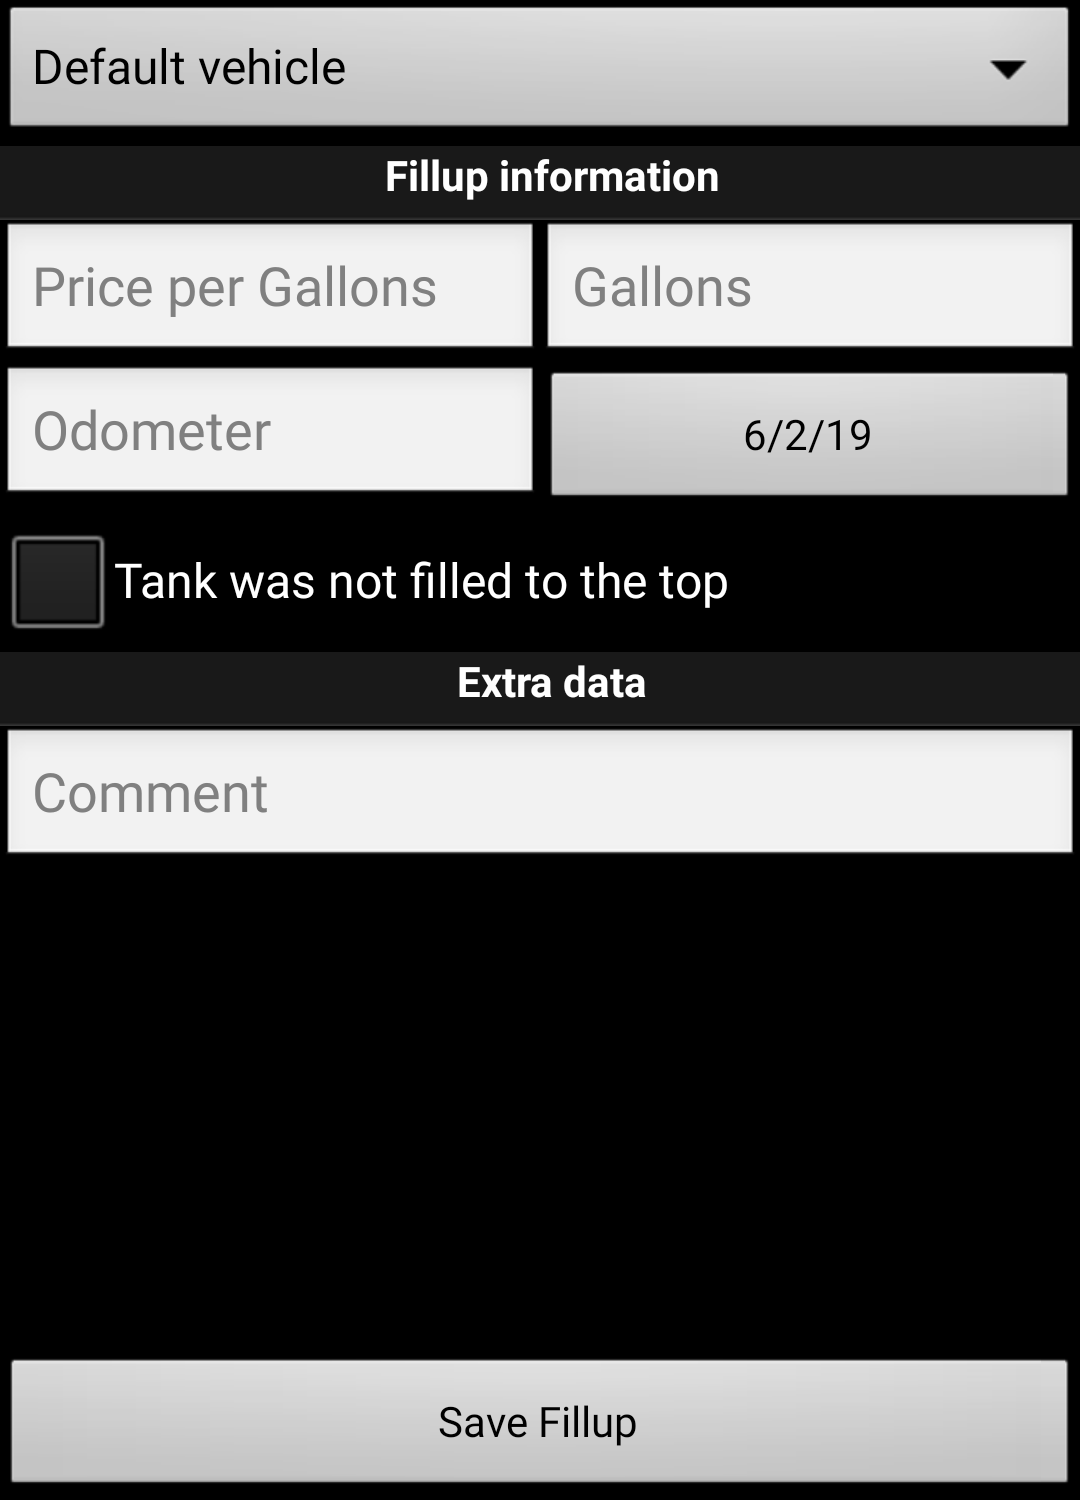 Default vehicle
Fillup information
Price per Gallons
Gallons
Odometer
6/2/19
Tank was not filled to the top
Extra data
Comment
Save Fillup